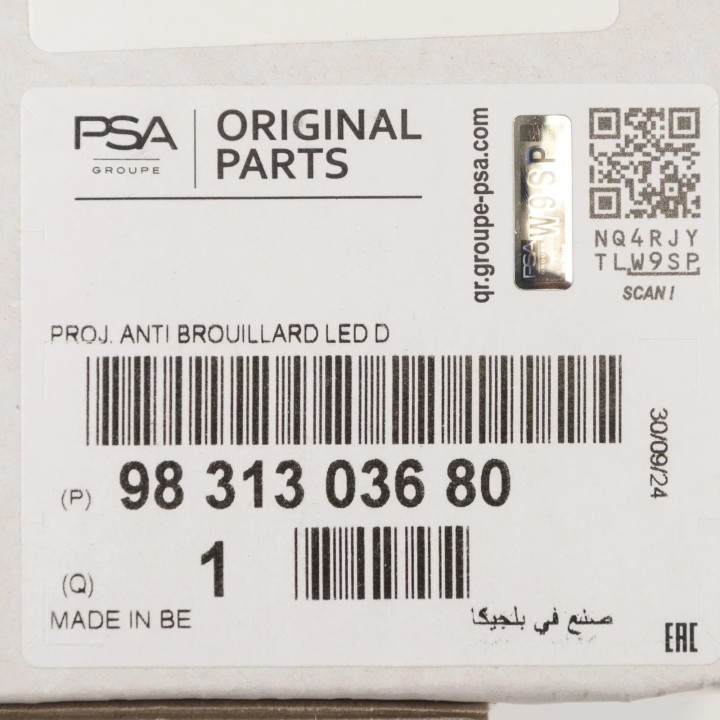 PSA
GROUPE
ORIGINAL
PARTS
qr.groupe-psa.com
PSA W9SP
NQ4RJY
TLW9SP
SCAN!
PROJ. ANTI BROUILLARD LED D
30/09/24
(P) 98 313 036 80
(Q) 1
MADE IN BE
صنع في بلجيكا
EAC